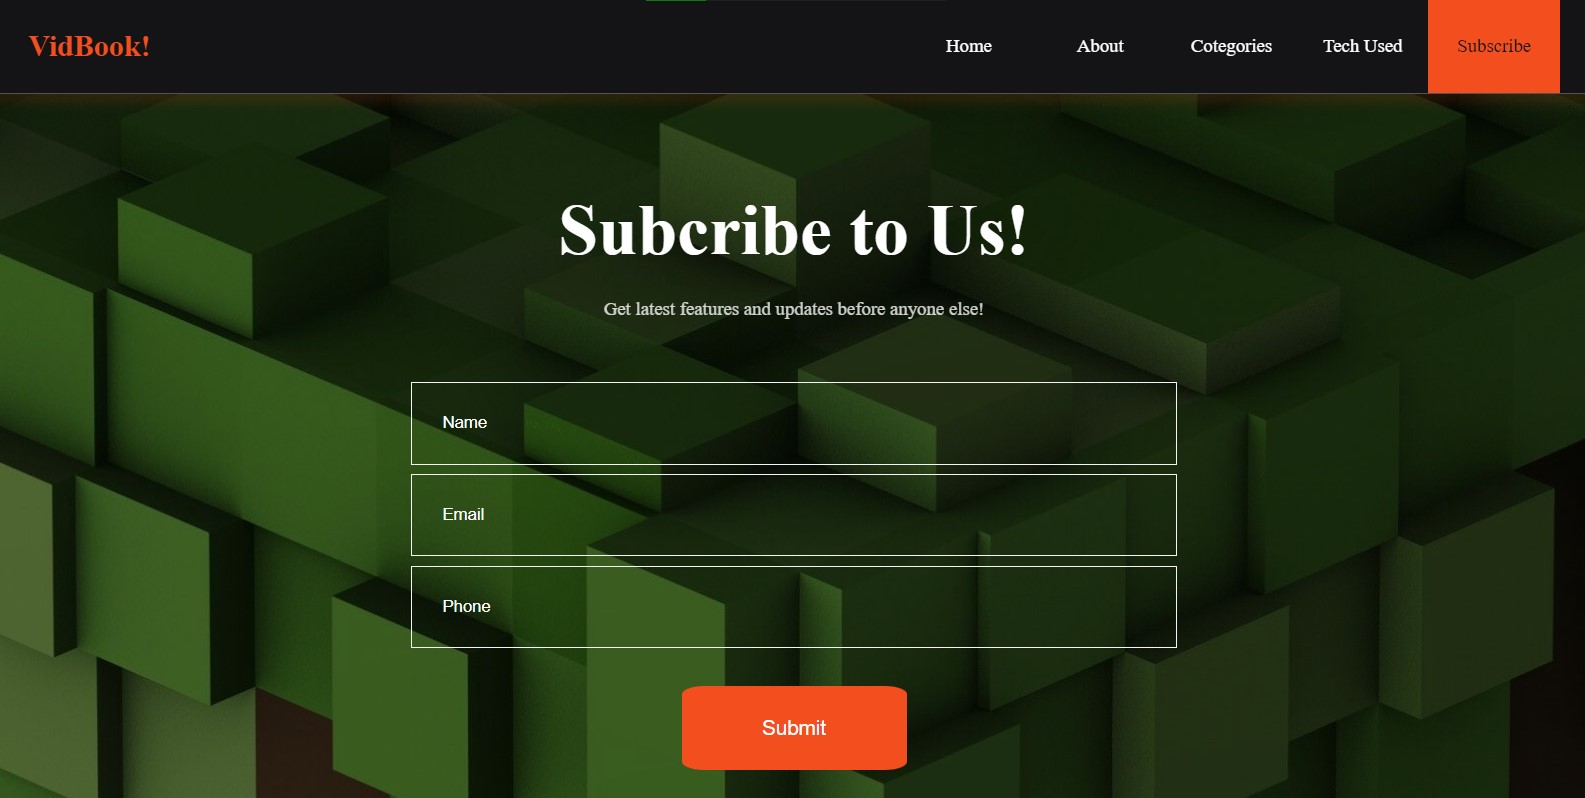 VidBook!
Home
About
Cotegories
Tech Used
Subscribe
Subcribe to Us!
Get latest features and updates before anyone else!
Name
Email
Phone
Submit